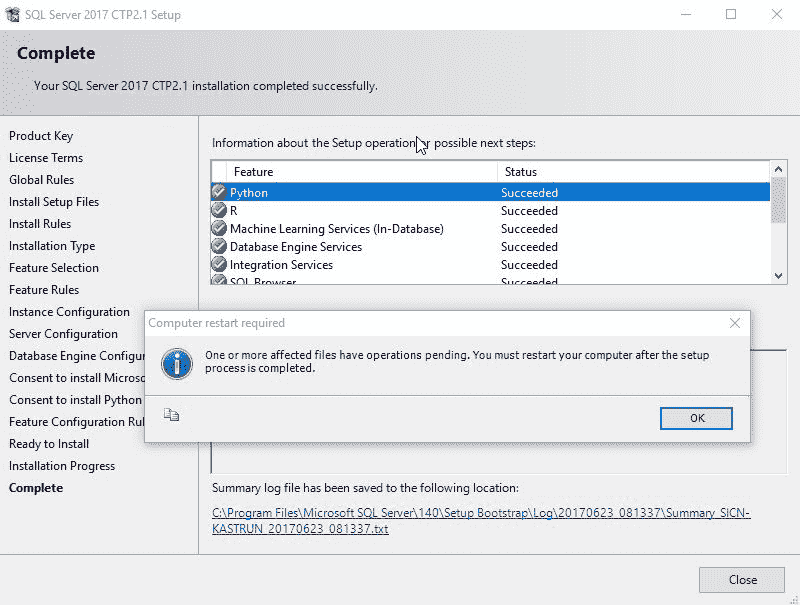 SQL Server 2017 CTP2.1 Setup
Complete
Your SQL Server 2017 CTP2.1 installation completed successfully.
Product Key
License Terms
Global Rules
Install Setup Files
Install Rules
Installation Type
Feature Selection
Feature Rules
Instance Configuration
Server Configuration
Database Engine Configur
Consent to install Microso
Consent to install Python
Feature Configuration Rul
Ready to Install
Installation Progress
Complete
Information about the Setup operation or possible next steps:
Feature Status
Python Succeeded
R Succeeded
Machine Learning Services (In-Database) Succeeded
Database Engine Services Succeeded
Integration Services Succeeded
SQL Browser Succeeded
Computer restart required
One or more affected files have operations pending. You must restart your computer after the setup
process is completed.
OK
Summary log file has been saved to the following location:
C:\Program Files\Microsoft SQL Server\140\Setup Bootstrap\Log\20170623_081337\Summary_SICN-
KASTRUN_20170623_081337.txt
Close